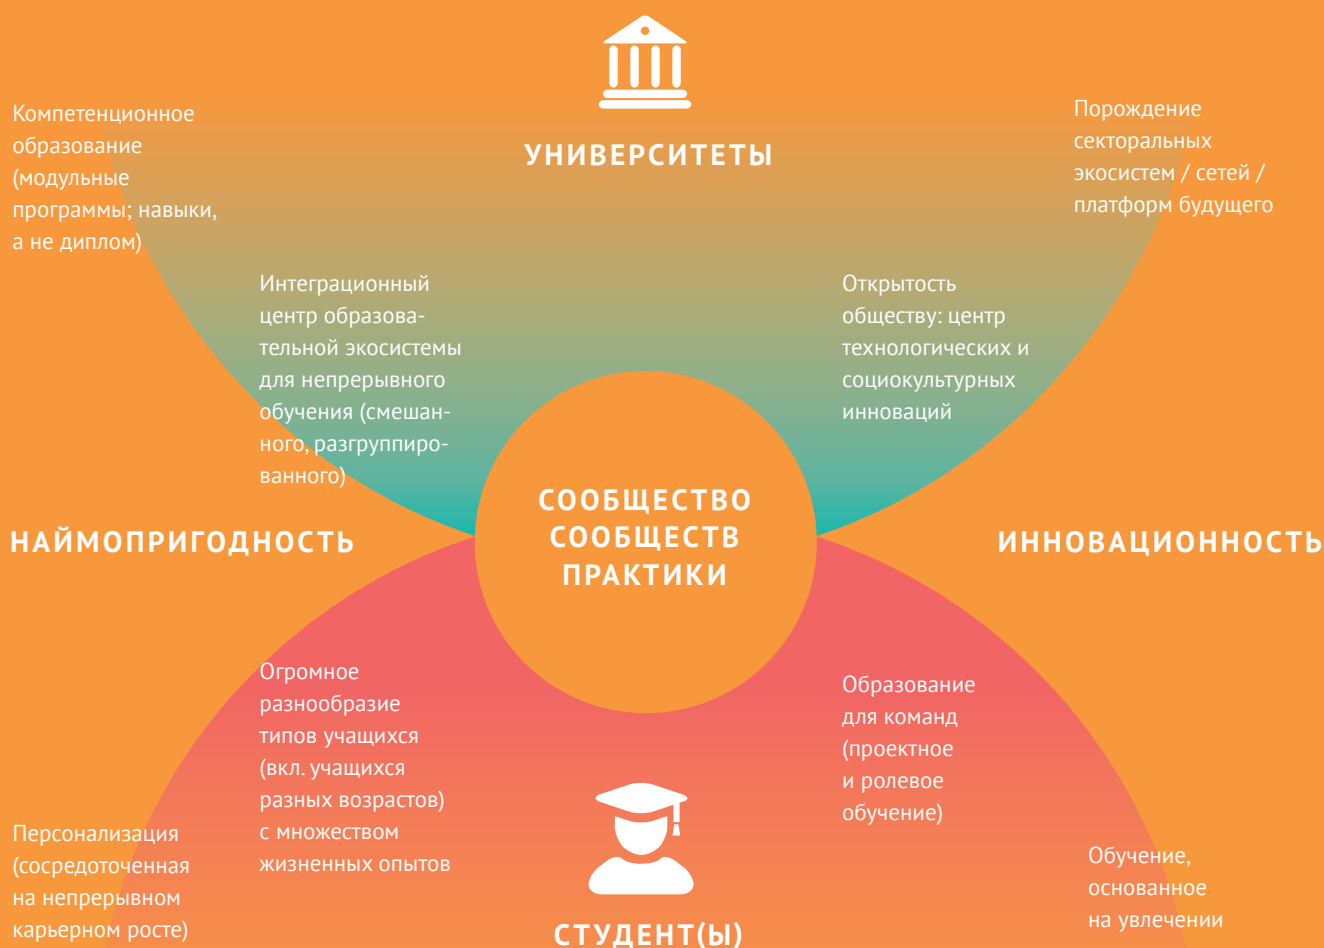 УНИВЕРСИТЕТЫ
Компетенционное
образование
(модульные
программы; навыки,
а не диплом)
Порождение
секторальных
экосистем / сетей /
платформ будущего
Интеграционный
центр образова-
тельной экосистемы
для непрерывного
обучения (смешан-
ного, разгруппиро-
ванного)
Открытость
обществу: центр
технологических и
социокультурных
инноваций
НАЙМОПРИГОДНОСТЬ
СООБЩЕСТВО
СООБЩЕСТВ
ПРАКТИКИ
ИННОВАЦИОННОСТЬ
Огромное
разнообразие
типов учащихся
(вкл. учащихся
разных возрастов)
с множеством
жизненных опытов
Образование
для команд
(проектное
и ролевое
обучение)
Персонализация
(сосредоточенная
на непрерывном
карьерном росте)
Обучение,
основанное
на увлечении
СТУДЕНТ(Ы)